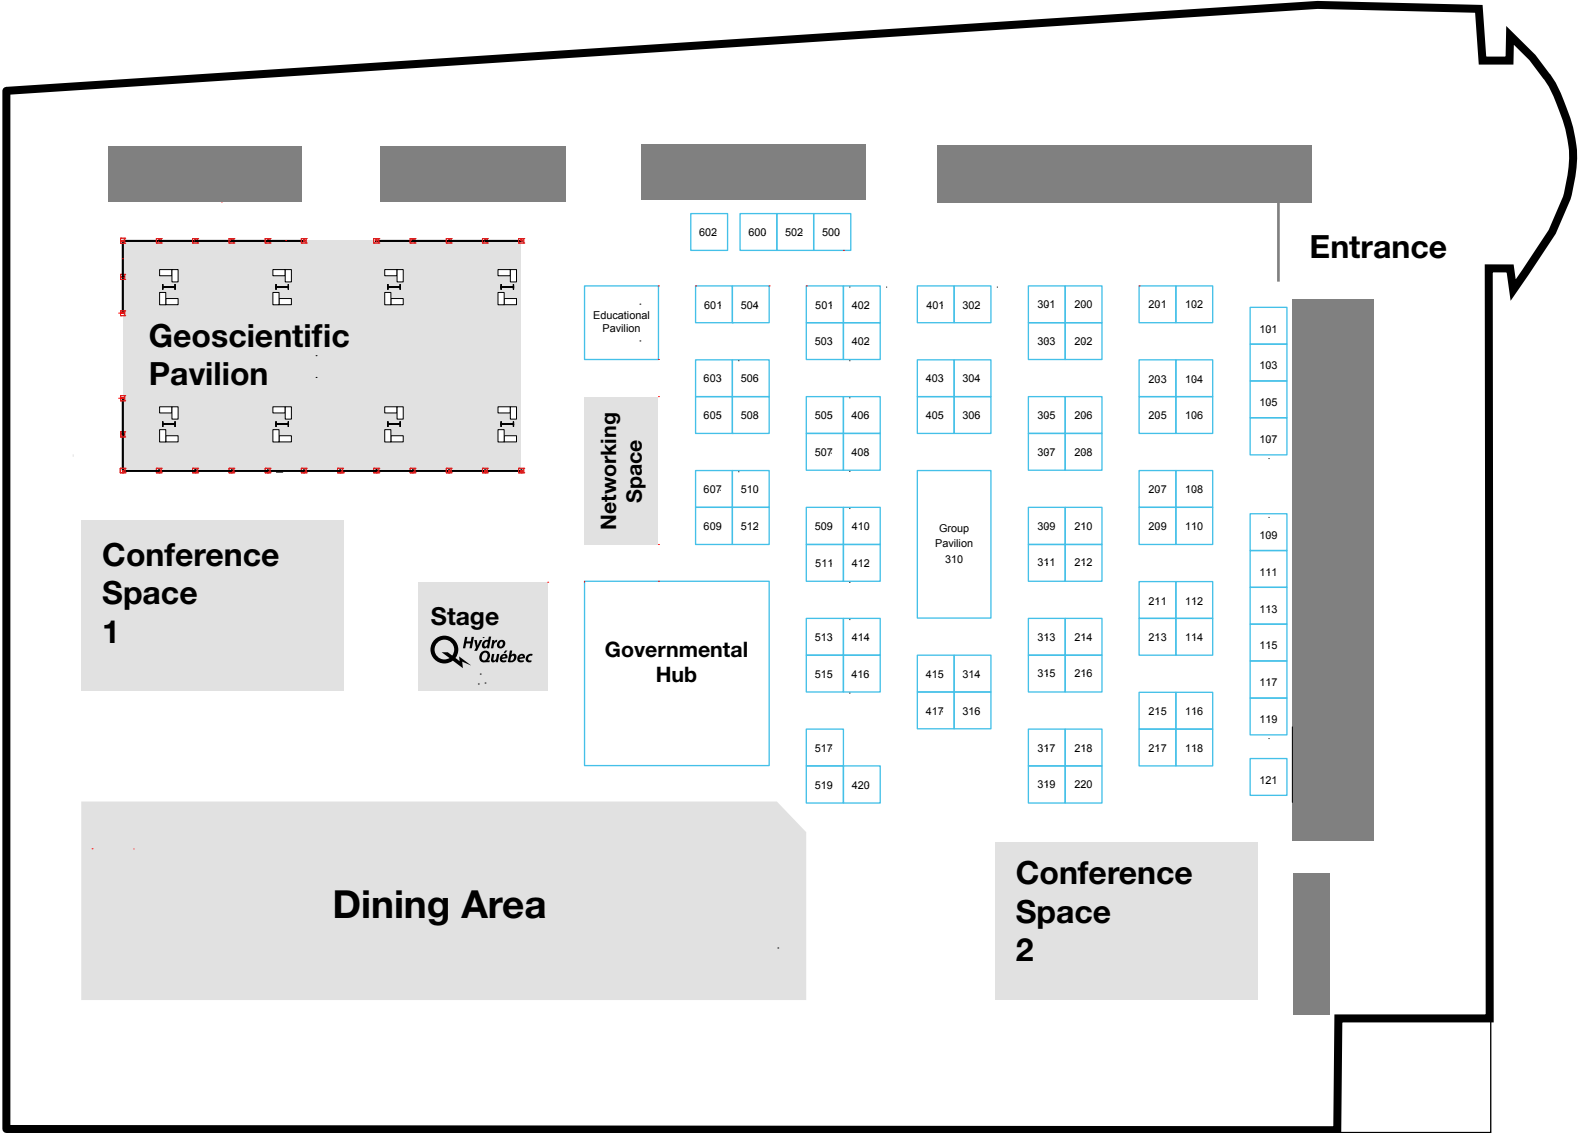 Entrance
602 600 502 500
Educational
Pavilion
601 504 501 402 401 302 301 200 201 102
503 402 303 202
101
103
105
107
Geoscientific
Pavilion
603 506 403 304 203 104
605 508 505 406 405 306 305 206 205 106
507 408 307 208
Networking
Space
607 510 207 108
609 512 509 410 309 210 209 110
511 412 311 212
Group
Pavilion
310
109
111
113
115
117
119
121
Conference
Space
1
Stage
Hydro
Québec
Governmental
Hub
211 112
513 414 313 214 213 114
515 416 415 314 315 216
417 316 215 116
517 317 218 217 118
519 420 319 220
Dining Area
Conference
Space
2